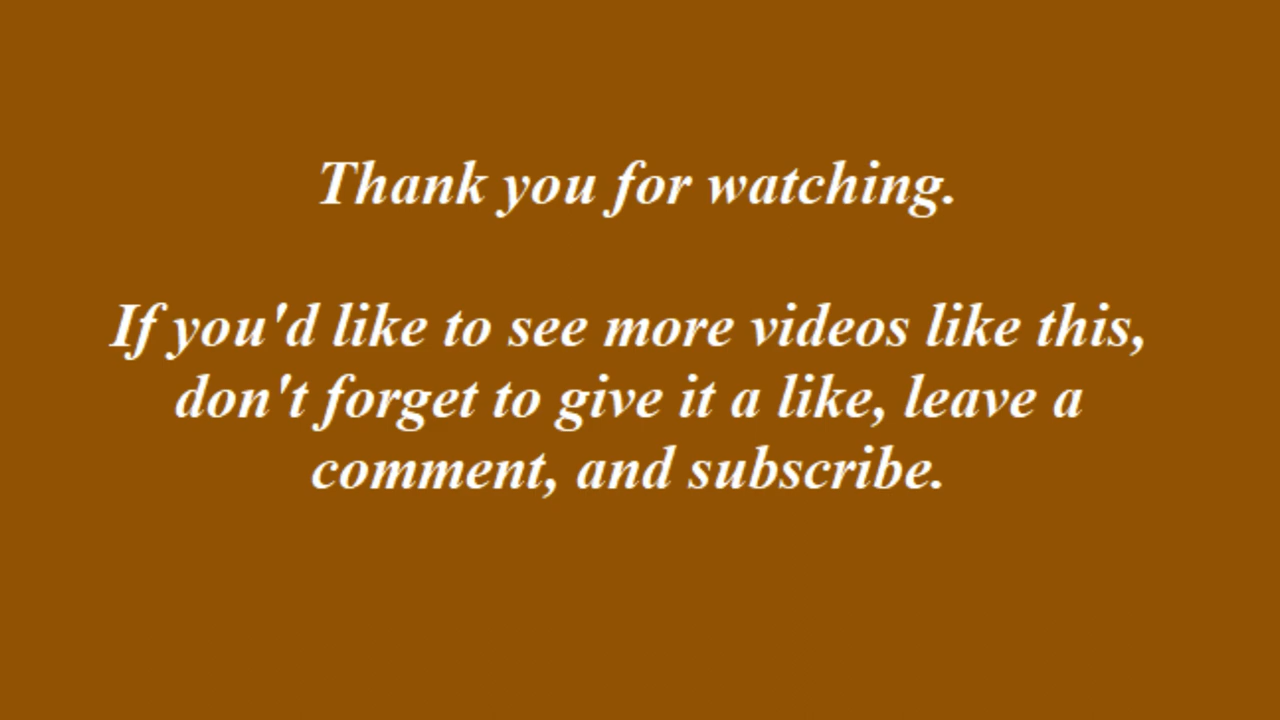 Thank you for watching.
If you'd like to see more videos like this,
don't forget to give it a like, leave a
comment, and subscribe.